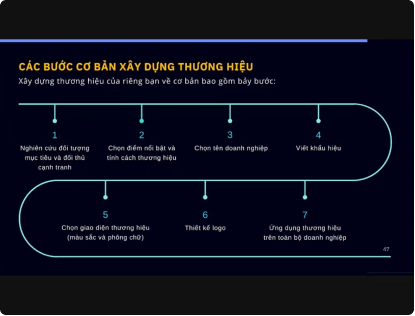 CÁC BƯỚC CƠ BẢN XÂY DỰNG THƯƠNG HIỆU
Xây dựng thương hiệu của riêng bạn về cơ bản bao gồm bảy bước:
1
Nghiên cứu đối tượng
mục tiêu và đối thủ
cạnh tranh
2
Chọn điểm nổi bật và
tính cách thương hiệu
3
Chọn tên doanh nghiệp
4
Viết khẩu hiệu
5
Chọn giao diện thương hiệu
(màu sắc và phông chữ)
6
Thiết kế logo
7
Ứng dụng thương hiệu
trên toàn bộ doanh nghiệp
47